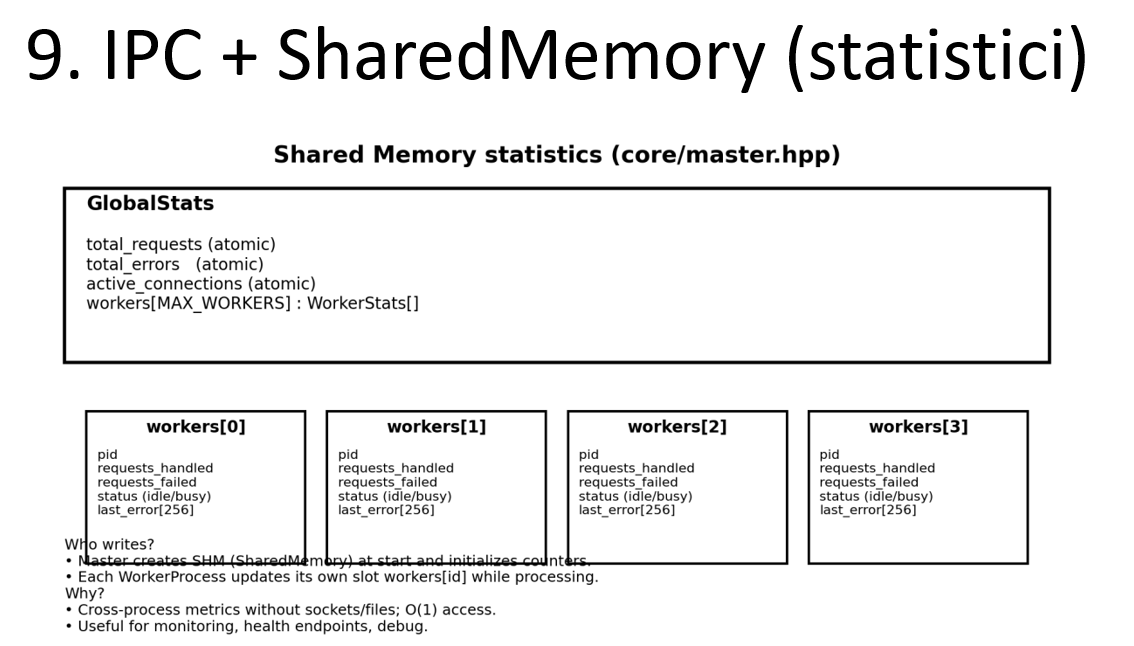 9. IPC + SharedMemory (statistici)
Shared Memory statistics (core/master.hpp)
GlobalStats
total_requests (atomic)
total_errors   (atomic)
active_connections (atomic)
workers[MAX_WORKERS] : WorkerStats[]
workers[0]
pid
requests_handled
requests_failed
status (idle/busy)
last_error[256]
workers[1]
pid
requests_handled
requests_failed
status (idle/busy)
last_error[256]
workers[2]
pid
requests_handled
requests_failed
status (idle/busy)
last_error[256]
workers[3]
pid
requests_handled
requests_failed
status (idle/busy)
last_error[256]
Who writes?
• Master creates SHM (SharedMemory) at start and initializes counters.
• Each WorkerProcess updates its own slot workers[id] while processing.
Why?
• Cross-process metrics without sockets/files; O(1) access.
• Useful for monitoring, health endpoints, debug.